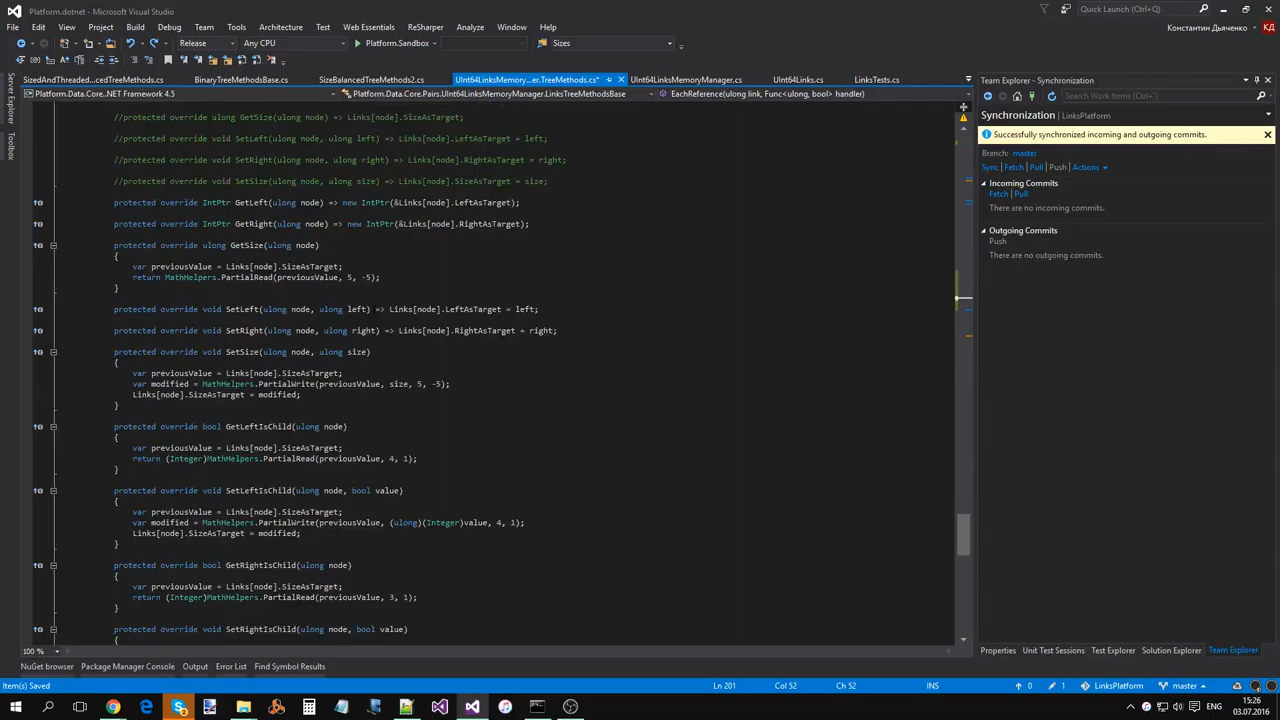 Platform.dotnet - Microsoft Visual Studio
Quick Launch (Ctrl+Q)
File Edit View Project Build Debug Team Tools Test Web Essentials ReSharper Analyze Window Help
Константин Дьяченко КД
Release Any CPU Platform.Sandbox Sizes
SizedAndThreaded...cedTreeMethods.cs BinaryTreeMethodsBase.cs SizeBalancedTreeMethods2.cs UInt64LinksMemory...er.TreeMethods.cs* UInt64LinksMemoryManager.cs UInt64Links.cs LinksTests.cs
Platform.Data.Core.NET Framework 4.5 Platform.Data.Core.Pairs.UInt64LinksMemoryManager.LinksTreeMethodsBase EachReference(ulong link, Func<ulong, bool> handler)
Server Explorer
Toolbox
//protected override ulong GetSize(ulong node) => Links[node].SizeAsTarget;
//protected override void SetLeft(ulong node, ulong left) => Links[node].LeftAsTarget = left;
//protected override void SetRight(ulong node, ulong right) => Links[node].RightAsTarget = right;
//protected override void SetSize(ulong node, ulong size) => Links[node].SizeAsTarget = size;
protected override IntPtr GetLeft(ulong node) => new IntPtr(&Links[node].LeftAsTarget);
protected override IntPtr GetRight(ulong node) => new IntPtr(&Links[node].RightAsTarget);
protected override ulong GetSize(ulong node)
{
var previousValue = Links[node].SizeAsTarget;
return MathHelpers.PartialRead(previousValue, 5, -5);
}
protected override void SetLeft(ulong node, ulong left) => Links[node].LeftAsTarget = left;
protected override void SetRight(ulong node, ulong right) => Links[node].RightAsTarget = right;
protected override void SetSize(ulong node, ulong size)
{
var previousValue = Links[node].SizeAsTarget;
var modified = MathHelpers.PartialWrite(previousValue, size, 5, -5);
Links[node].SizeAsTarget = modified;
}
protected override bool GetLeftIsChild(ulong node)
{
var previousValue = Links[node].SizeAsTarget;
return (Integer)MathHelpers.PartialRead(previousValue, 4, 1);
}
protected override void SetLeftIsChild(ulong node, bool value)
{
var previousValue = Links[node].SizeAsTarget;
var modified = MathHelpers.PartialWrite(previousValue, (ulong)(Integer)value, 4, 1);
Links[node].SizeAsTarget = modified;
}
protected override bool GetRightIsChild(ulong node)
{
var previousValue = Links[node].SizeAsTarget;
return (Integer)MathHelpers.PartialRead(previousValue, 3, 1);
}
protected override void SetRightIsChild(ulong node, bool value)
{
100 %
Team Explorer - Synchronization
Search Work Items (Ctrl+')
Synchronization | LinksPlatform
Successfully synchronized incoming and outgoing commits.
Branch: master
Sync | Fetch | Pull | Push | Actions
Incoming Commits
Fetch | Pull
There are no incoming commits.
Outgoing Commits
Push
There are no outgoing commits.
Properties Unit Test Sessions Test Explorer Solution Explorer Team Explorer
NuGet browser Package Manager Console Output Error List Find Symbol Results
Item(s) Saved Ln 201 Col 52 Ch 52 INS 0 1 LinksPlatform master
ENG 15:26
03.07.2016